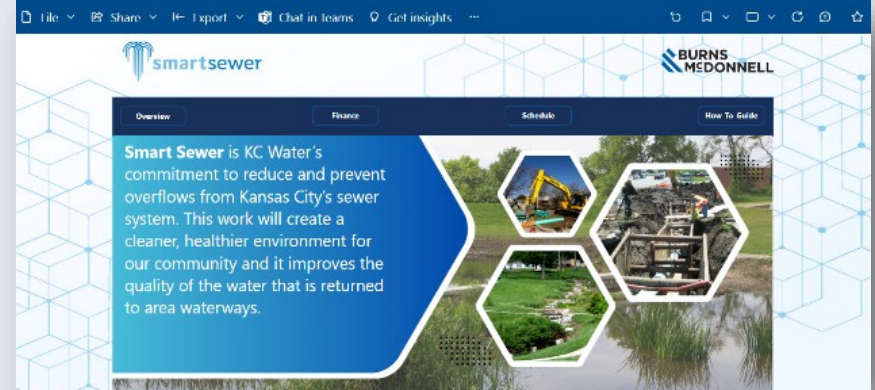 File Share Export Chat in Teams Get insights ...
smartsewer
BURNS
MCDONNELL
Overview Finance Schedule How To Guide
Smart Sewer is KC Water's
commitment to reduce and prevent
overflows from Kansas City's sewer
system. This work will create a
cleaner, healthier environment for
our community and it improves the
quality of the water that is returned
to area waterways.